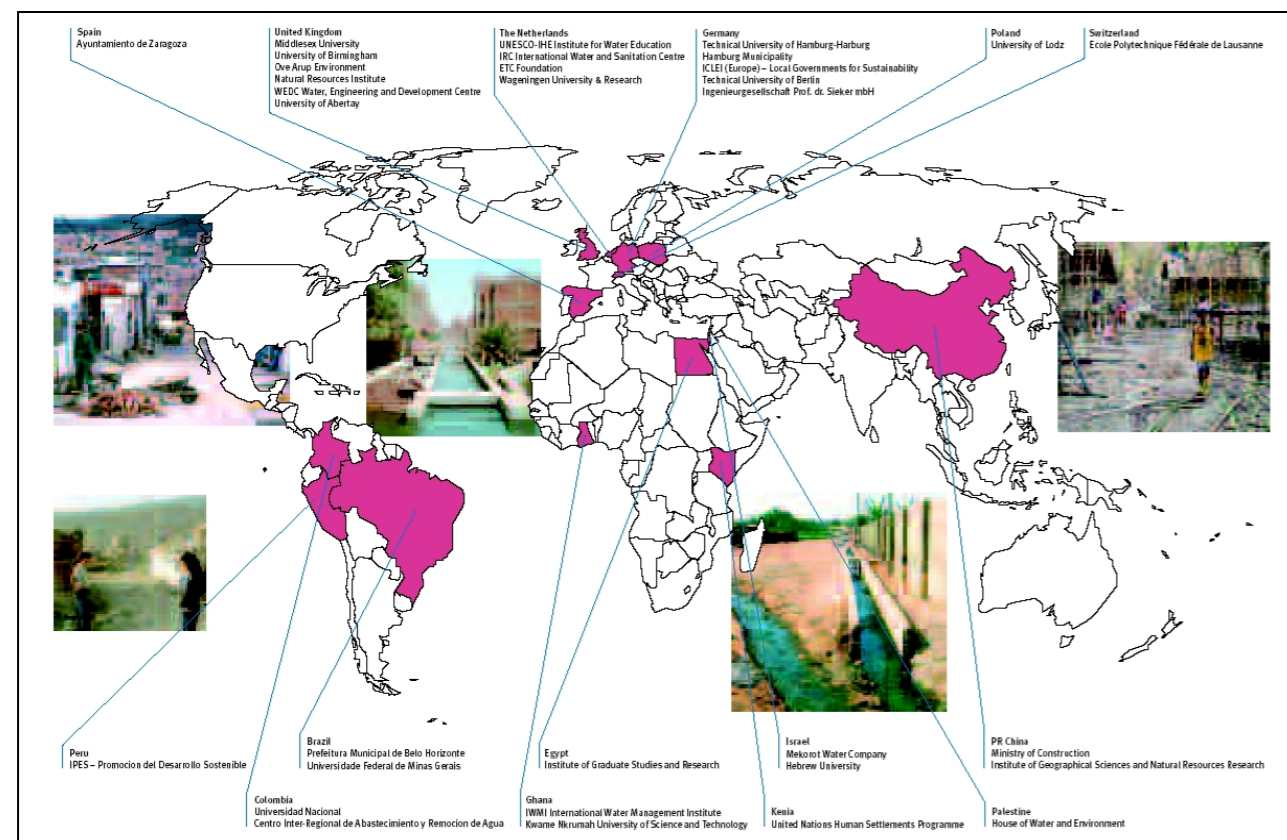 Spain
Ayuntamiento de Zaragoza
United Kingdom
Middlesex University
University of Birmingham
Ove Arup Environment
Natural Resources Institute
WEDC Water, Engineering and Development Centre
University of Abertay
The Netherlands
UNESCO-IHE Institute for Water Education
IRC International Water and Sanitation Centre
ETC Foundation
Wageningen University & Research
Germany
Technical University of Hamburg-Harburg
Hamburg Municipality
ICLEI (Europe) – Local Governments for Sustainability
Technical University of Berlin
Ingenieurgesellschaft Prof. dr. Sieker mbH
Poland
University of Lodz
Switzerland
Ecole Polytechnique Fédérale de Lausanne
Peru
IPES – Promocion del Desarrollo Sostenible
Brazil
Prefeitura Municipal de Belo Horizonte
Universidade Federal de Minas Gerais
Egypt
Institute of Graduate Studies and Research
Israel
Mekorot Water Company
Hebrew University
PR China
Ministry of Construction
Institute of Geographical Sciences and Natural Resources Research
Colombia
Universidad Nacional
Centro Inter-Regional de Abastecimiento y Remocion de Agua
Ghana
IWMI International Water Management Institute
Kwame Nkrumah University of Science and Technology
Kenia
United Nations Human Settlements Programme
Palestine
House of Water and Environment